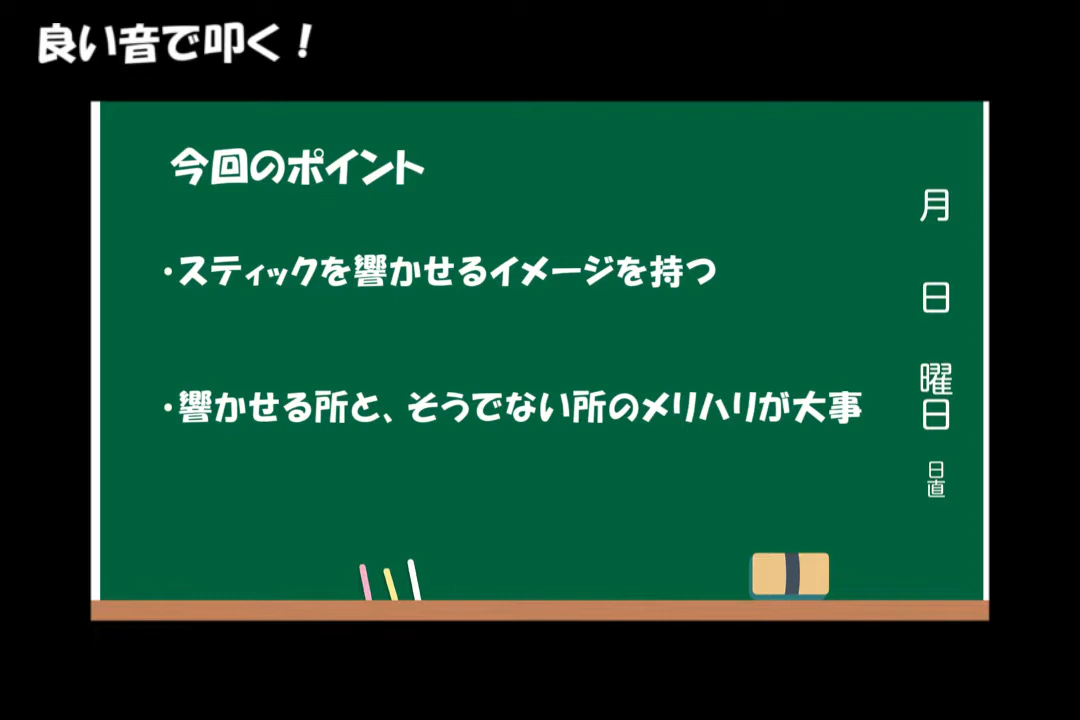 良い音で叩く！
今回のポイント
・スティックを響かせるイメージを持つ
・響かせる所と、そうでない所のメリハリが大事
月
日
曜日
日直